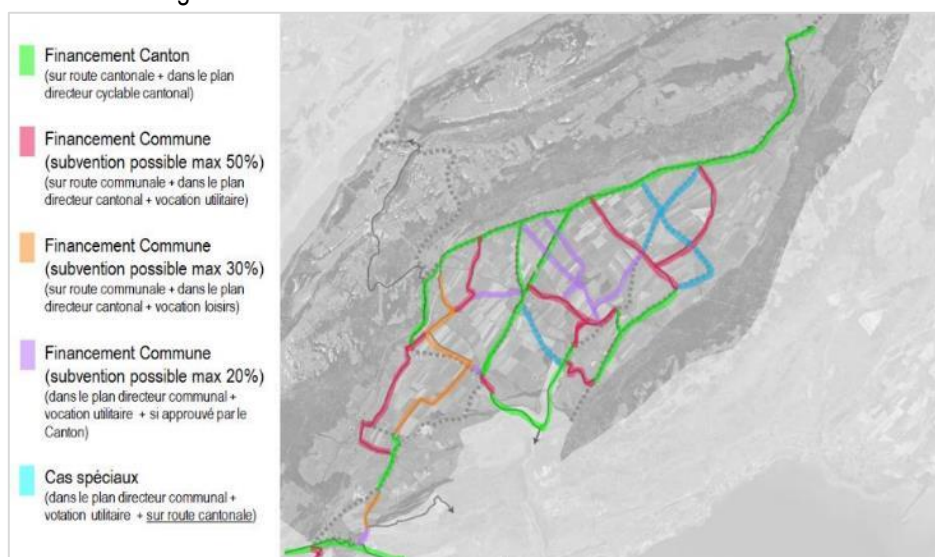 Financement Canton
(sur route cantonale + dans le plan
directeur cyclable cantonal)
Financement Commune
(subvention possible max 50%)
(sur route communale + dans le plan
directeur cantonal + vocation utilitaire)
Financement Commune
(subvention possible max 30%)
(sur route communale + dans le plan
directeur cantonal + vocation loisirs)
Financement Commune
(subvention possible max 20%)
(dans le plan directeur communal +
vocation utilitaire + si approuvé par le
Canton)
Cas spéciaux
(dans le plan directeur communal +
votation utilitaire + sur route cantonale)